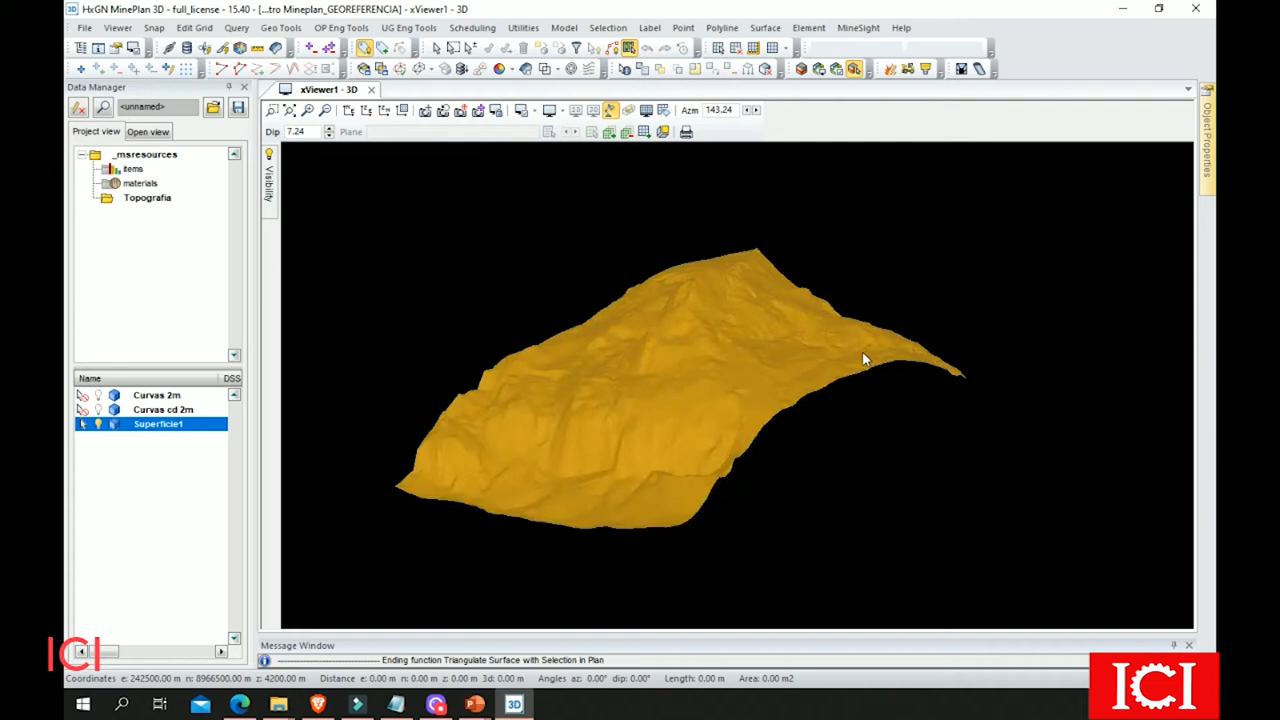 HxGN MinePlan 3D - full_license - 15.40 - [...tro Mineplan_GEOREFERENCIA] - xViewer1 - 3D
File Viewer Snap Edit Grid Query Geo Tools OP Eng Tools UG Eng Tools Scheduling Utilities Label Model Selection Point Polyline Surface Element MineSight Help
Data Manager
xViewer1 - 3D
<unnamed>
Azm 143.24
Project view Open view
Dip 7.24 Plane
_msresources
items
materials
Topografia
Visibility
Object Properties
Name DSS
Curvas 2m
Curvas cd 2m
Superficie1
Message Window
Ending function Triangulate Surface with Selection in Plan
Coordinates e: 242500.00 m n: 8966500.00 m z: 4200.00 m Distance e: 0.00 m n: 0.00 m z: 0.00 m 3d: 0.00 m Angles az: 0.00° dip: 0.00° Length: 0.00 m Area: 0.00 m2
ICI
3D
ICI